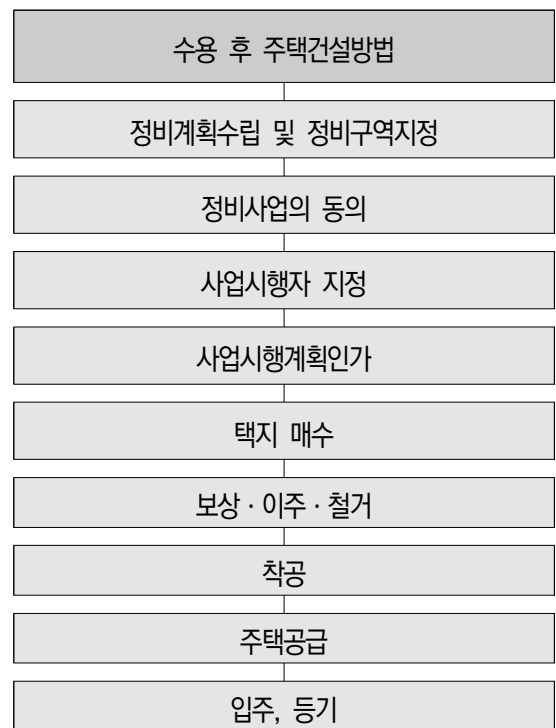 수용 후 주택건설방법
정비계획수립 및 정비구역지정
정비사업의 동의
사업시행자 지정
사업시행계획인가
택지 매수
보상 · 이주 · 철거
착공
주택공급
입주, 등기